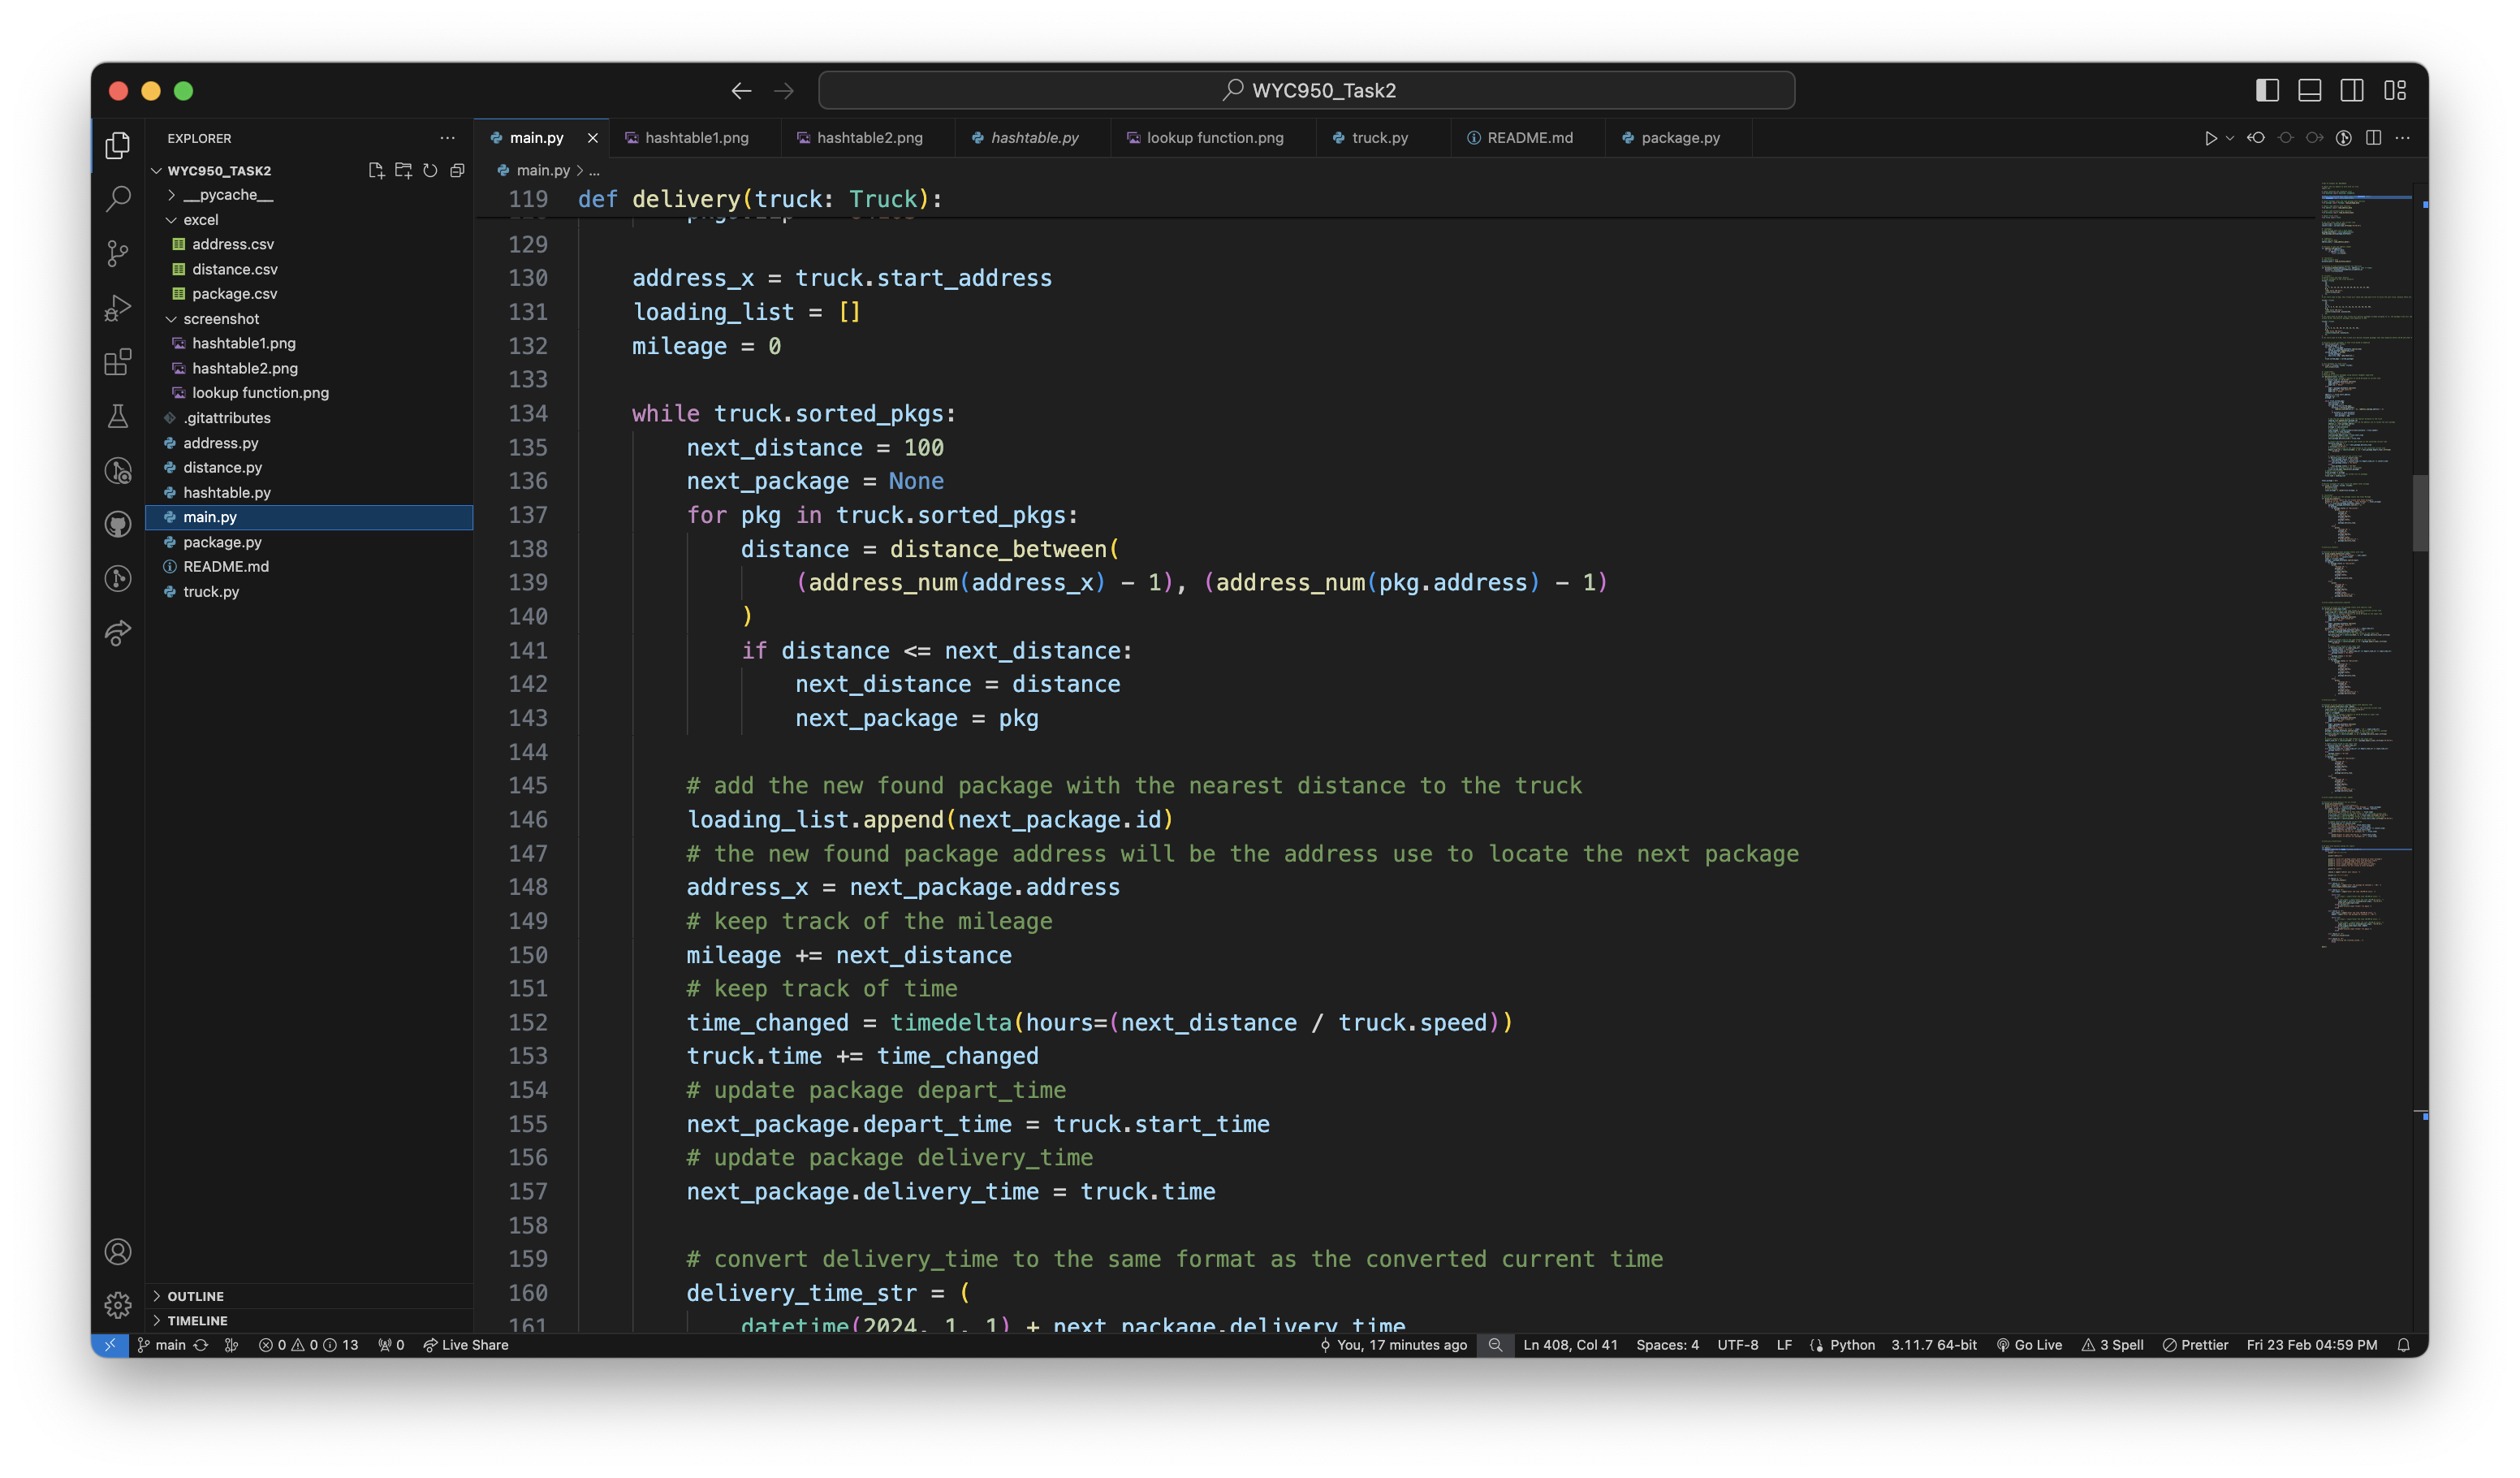 WYC950_Task2
EXPLORER
WYC950_TASK2
__pycache__
excel
address.csv
distance.csv
package.csv
screenshot
hashtable1.png
hashtable2.png
lookup function.png
.gitattributes
address.py
distance.py
hashtable.py
main.py
package.py
README.md
truck.py
OUTLINE
TIMELINE
main.py hashtable1.png hashtable2.png hashtable.py lookup function.png truck.py README.md package.py
main.py > ...
119 def delivery(truck: Truck):
129
130 address_x = truck.start_address
131 loading_list = []
132 mileage = 0
133
134 while truck.sorted_pkgs:
135 next_distance = 100
136 next_package = None
137 for pkg in truck.sorted_pkgs:
138 distance = distance_between(
139 (address_num(address_x) - 1), (address_num(pkg.address) - 1)
140 )
141 if distance <= next_distance:
142 next_distance = distance
143 next_package = pkg
144
145 # add the new found package with the nearest distance to the truck
146 loading_list.append(next_package.id)
147 # the new found package address will be the address use to locate the next package
148 address_x = next_package.address
149 # keep track of the mileage
150 mileage += next_distance
151 # keep track of time
152 time_changed = timedelta(hours=(next_distance / truck.speed))
153 truck.time += time_changed
154 # update package depart_time
155 next_package.depart_time = truck.start_time
156 # update package delivery_time
157 next_package.delivery_time = truck.time
158
159 # convert delivery_time to the same format as the converted current time
160 delivery_time_str = (
161 datetime(2024, 1, 1) + next_package.delivery_time
main 0 0 13 0 Live Share You, 17 minutes ago Ln 408, Col 41 Spaces: 4 UTF-8 LF Python 3.11.7 64-bit Go Live 3 Spell Prettier Fri 23 Feb 04:59 PM